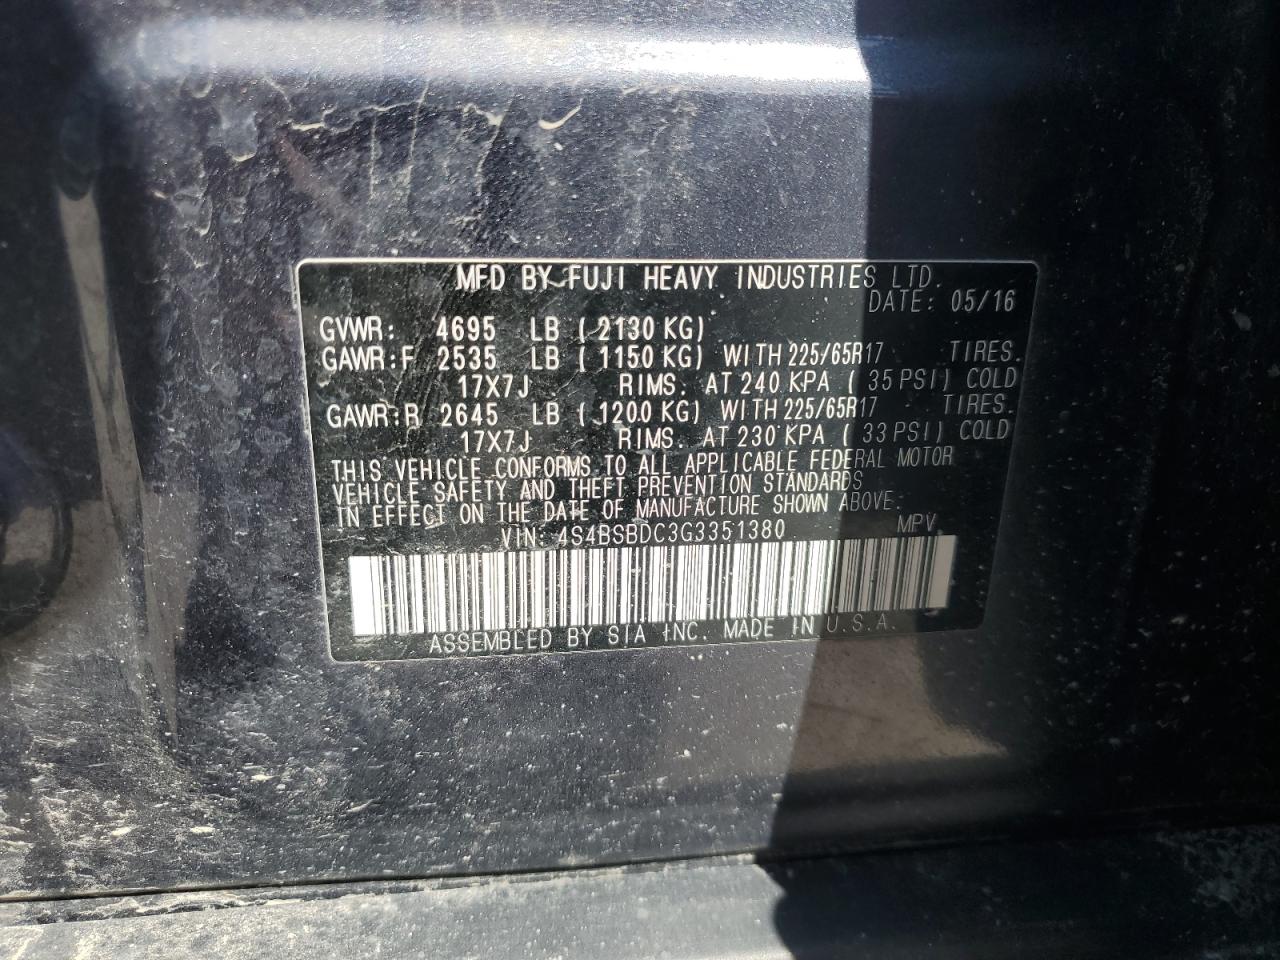 MFD BY FUJI HEAVY INDUSTRIES LTD.
DATE: 05/16
GVWR: 4695 LB (2130 KG)
GAWR:F 2535 LB (1150 KG) WITH 225/65R17 TIRES.
17X7J RIMS. AT 240 KPA (35 PSI) COLD
GAWR:R 2645 LB (1200 KG) WITH 225/65R17 TIRES.
17X7J RIMS. AT 230 KPA (33 PSI) COLD
THIS VEHICLE CONFORMS TO ALL APPLICABLE FEDERAL MOTOR
VEHICLE SAFETY AND THEFT PREVENTION STANDARDS
IN EFFECT ON THE DATE OF MANUFACTURE SHOWN ABOVE.
VIN: 4S4BSBDC3G3351380 MPV
ASSEMBLED BY SIA INC. MADE IN U.S.A.